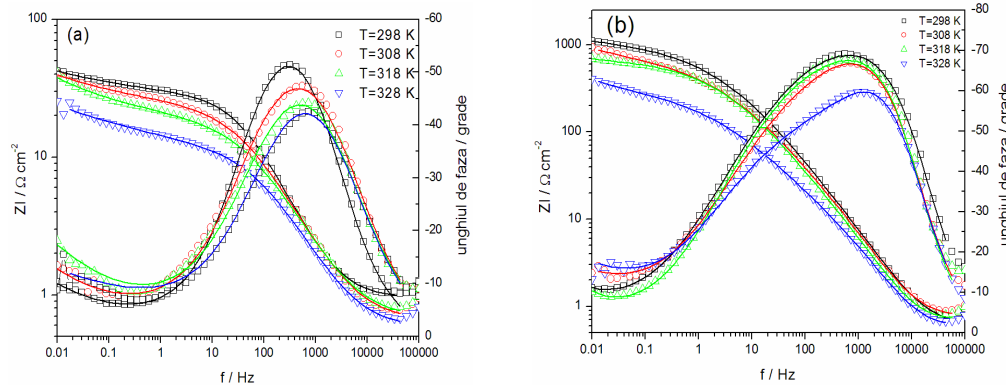 (a)
T=298 K
T=308 K
T=318 K
T=328 K
100
10
1
ZI / Ω cm⁻²
-60
-50
-40
-30
-20
-10
0
unghiul de faza / grade
0.01 0.1 1 10 100 1000 10000 100000
f / Hz
(b)
T=298 K
T=308 K
T=318 K
T=328 K
1000
100
10
1
ZI / Ω cm⁻²
-80
-70
-60
-50
-40
-30
-20
-10
0
unghiul de faza / grade
0.01 0.1 1 10 100 1000 10000 100000
f / Hz